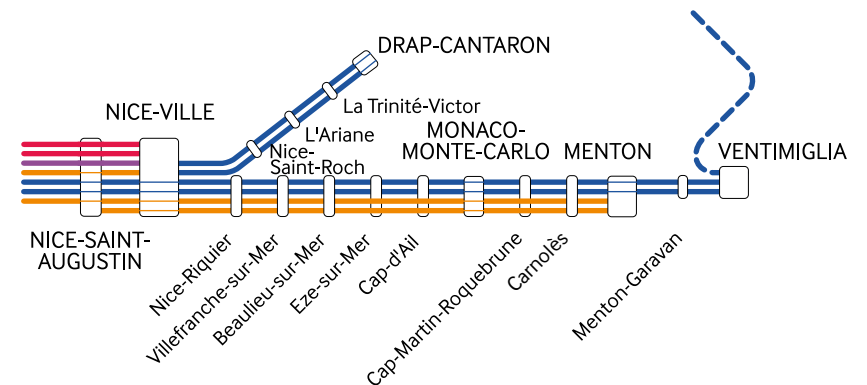 DRAP-CANTARON
La Trinité-Victor
NICE-VILLE
L'Ariane
MONACO-
MONTE-CARLO
MENTON
VENTIMIGLIA
Nice-
Saint-Roch
NICE-SAINT-
AUGUSTIN
Nice-Riquier
Villefranche-sur-Mer
Beaulieu-sur-Mer
Eze-sur-Mer
Cap-d'Ail
Cap-Martin-Roquebrune
Carnolès
Menton-Garavan